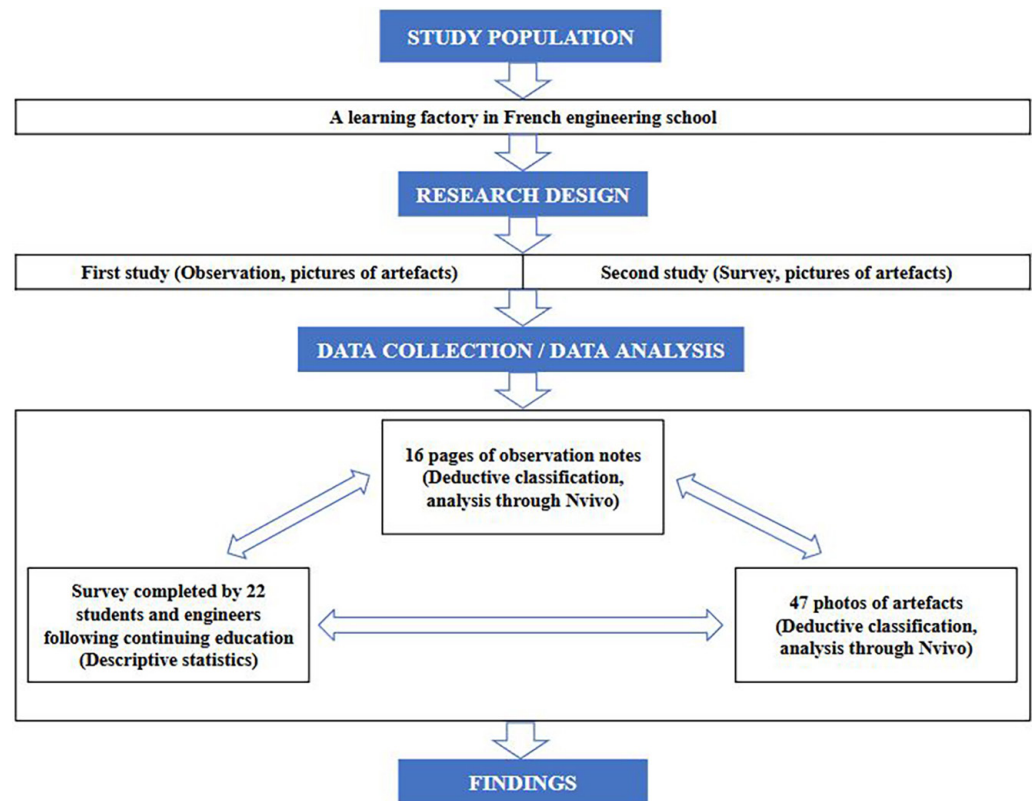 STUDY POPULATION
A learning factory in French engineering school
RESEARCH DESIGN
First study (Observation, pictures of artefacts)
Second study (Survey, pictures of artefacts)
DATA COLLECTION / DATA ANALYSIS
16 pages of observation notes
(Deductive classification,
analysis through Nvivo)
Survey completed by 22
students and engineers
following continuing education
(Descriptive statistics)
47 photos of artefacts
(Deductive classification,
analysis through Nvivo)
FINDINGS